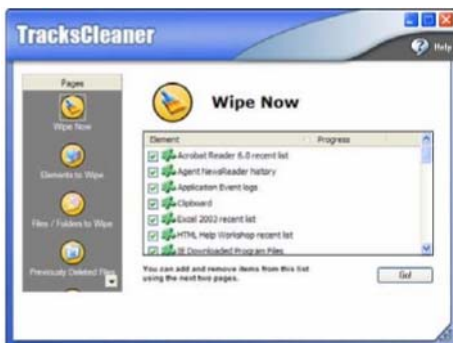 TracksCleaner
Help
Pages
Wipe Now
Elements to Wipe
Files / Folders to Wipe
Previously Deleted Files
Wipe Now
Element Progress
Acrobat Reader 6.0 recent list
Agent NewsReader history
Application Event logs
Clipboard
Excel 2002 recent list
HTML Help Workshop recent list
IE Downloaded Program Files
You can add and remove items from this list
using the next two pages.
Go!